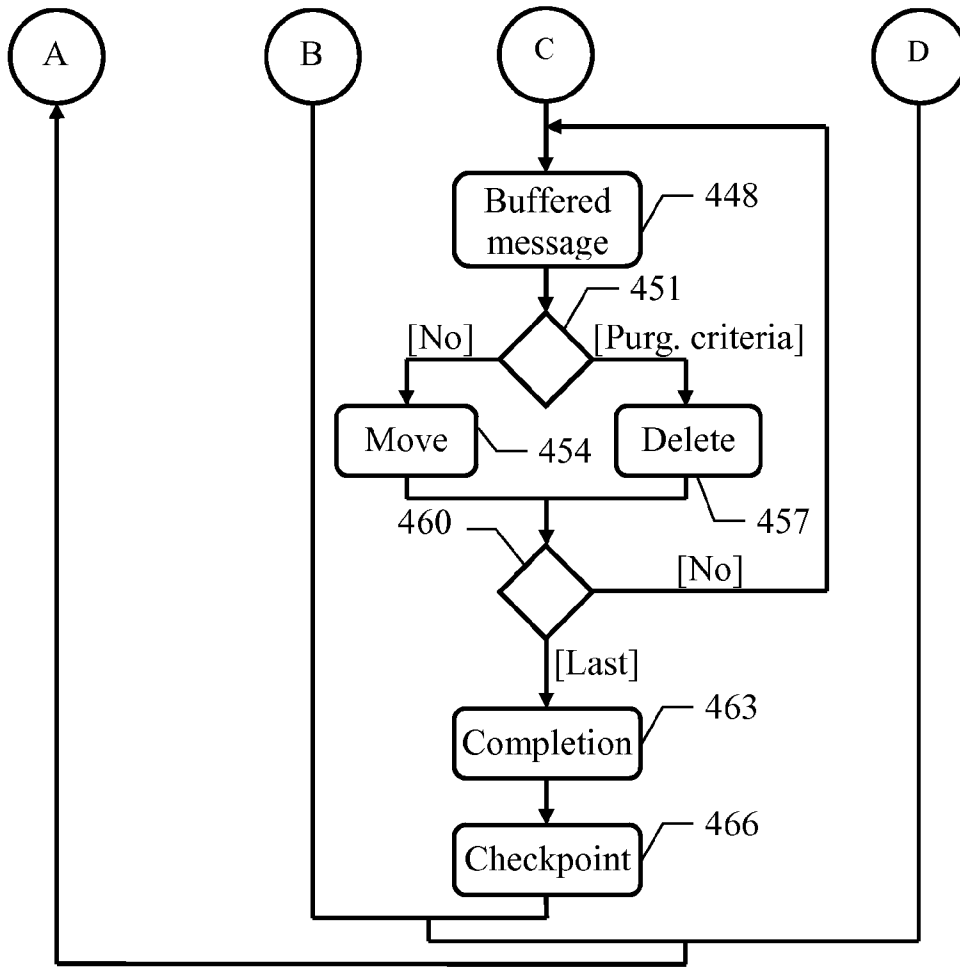 A
B
C
D
Buffered
message
448
451
[No]
[Purg. criteria]
Move
454
Delete
457
460
[No]
[Last]
Completion
463
Checkpoint
466